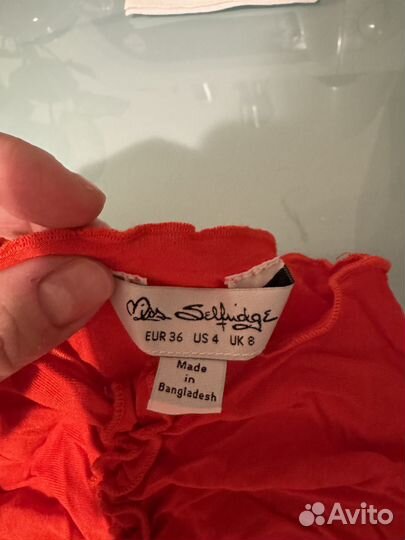 Miss Selfridge
EUR 36 US 4 UK 8
Made
in
Bangladesh
Avito